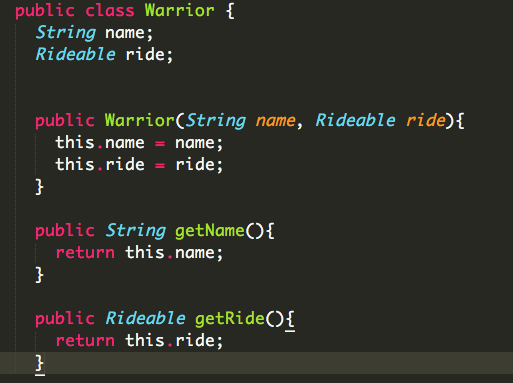 public class Warrior {
String name;
Rideable ride;
public Warrior(String name, Rideable ride){
this.name = name;
this.ride = ride;
}
public String getName(){
return this.name;
}
public Rideable getRide(){
return this.ride;
}